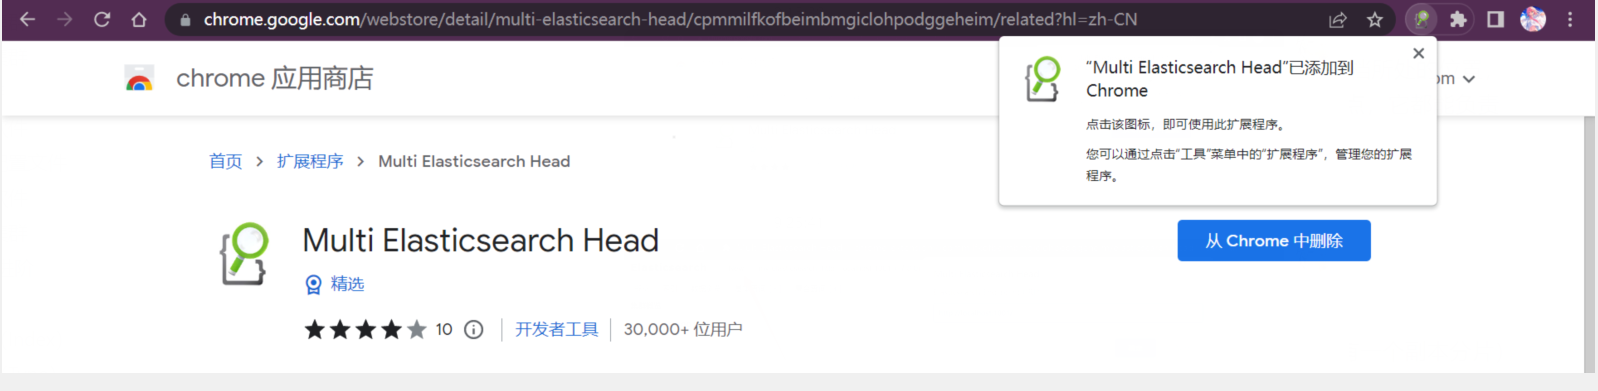 chrome.google.com/webstore/detail/multi-elasticsearch-head/cpmmilfkofbeimbmgiclohpodggeheim/related?hl=zh-CN
chrome 应用商店
om
"Multi Elasticsearch Head"已添加到
Chrome
点击该图标，即可使用此扩展程序。
您可以通过点击"工具"菜单中的"扩展程序"，管理您的扩展
程序。
首页 > 扩展程序 > Multi Elasticsearch Head
Multi Elasticsearch Head
从 Chrome 中删除
精选
10
开发者工具
30,000+ 位用户